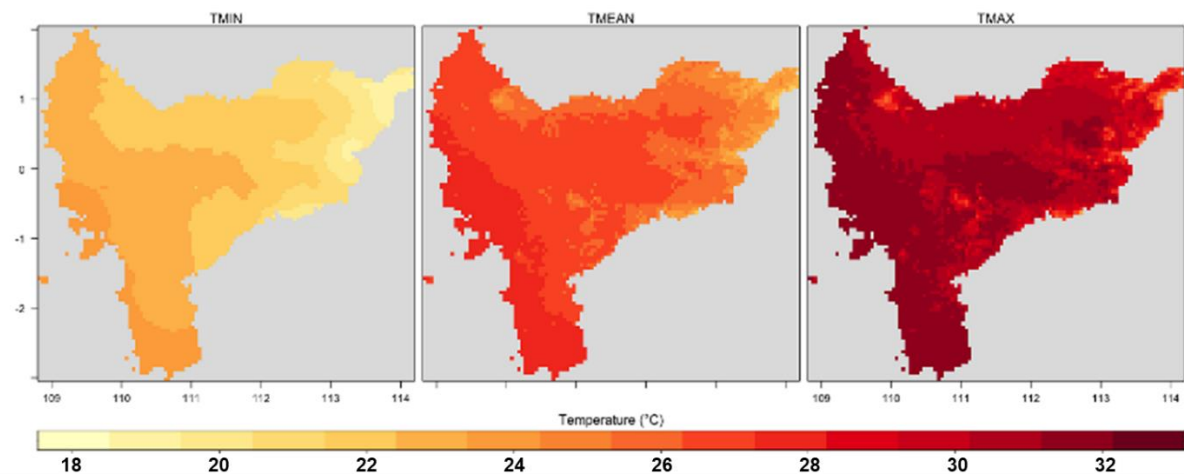 TMIN TMEAN TMAX
1
0
-1
-2
109 110 111 112 113 114 109 110 111 112 113 114
Temperature (°C)
18 20 22 24 26 28 30 32